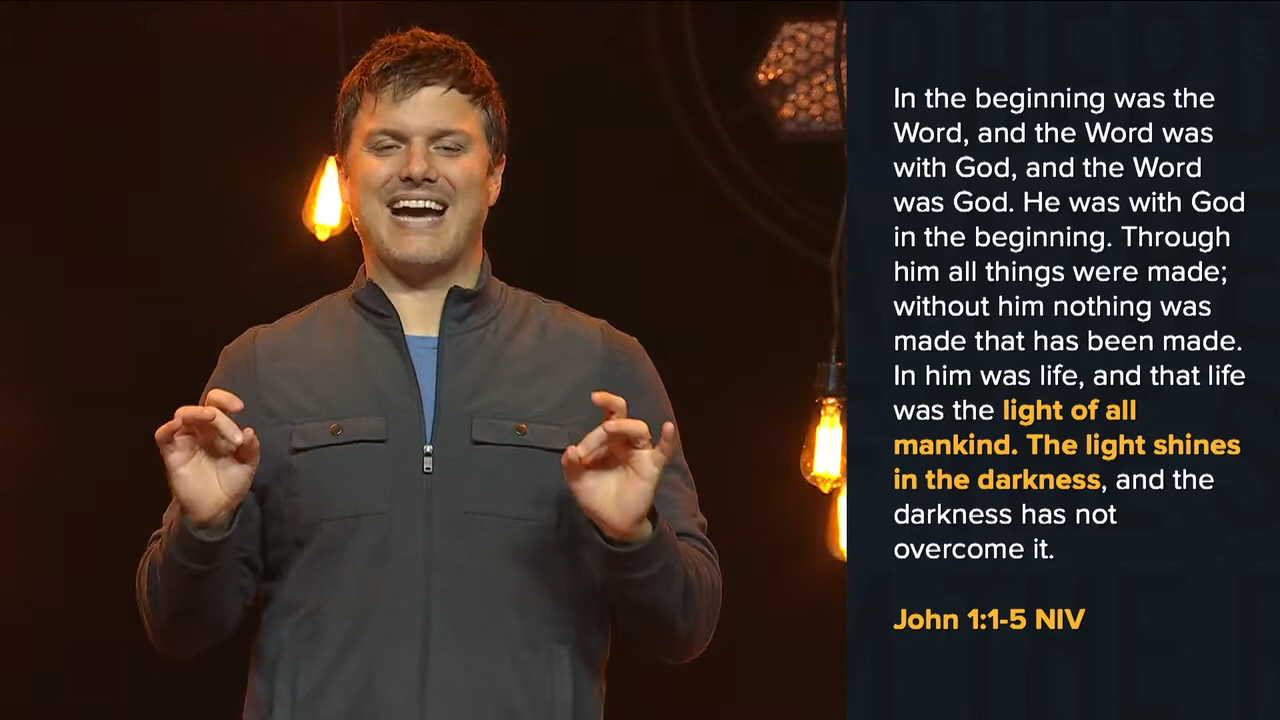 In the beginning was the
Word, and the Word was
with God, and the Word
was God. He was with God
in the beginning. Through
him all things were made;
without him nothing was
made that has been made.
In him was life, and that life
was the light of all
mankind. The light shines
in the darkness, and the
darkness has not
overcome it.
John 1:1-5 NIV